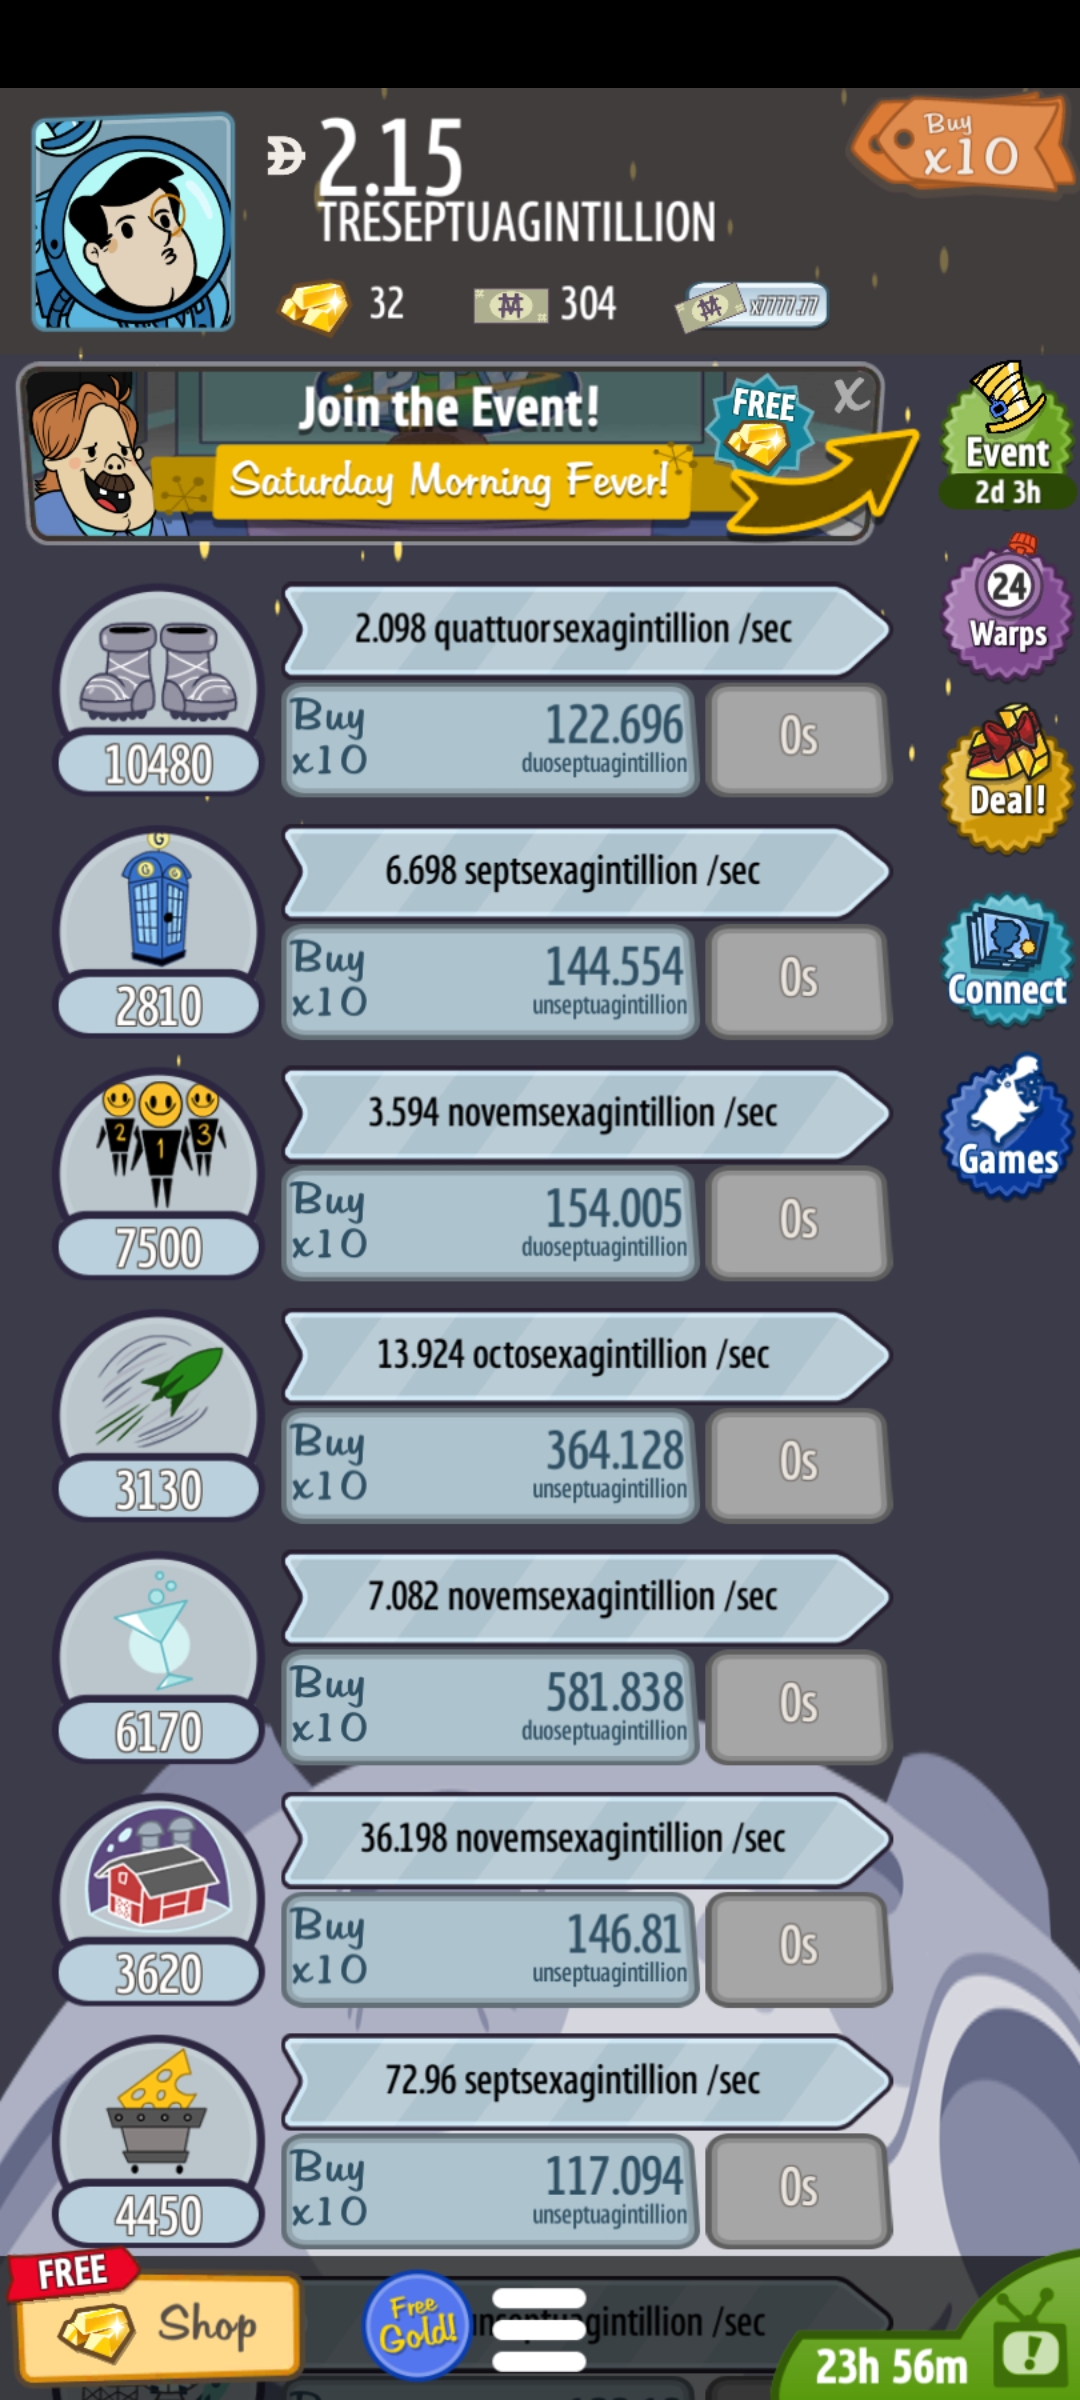 2.15
TRESEPTUAGINTILLION
Buy
x10
32
304
x7777.77
Join the Event!
FREE
X
Saturday Morning Fever!
Event
2d 3h
2.098 quattuorsexagintillion /sec
24
Warps
Buy
x10
122.696
duoseptuagintillion
0s
10480
Deal!
6.698 septsexagintillion /sec
Buy
x10
144.554
unseptuagintillion
0s
2810
Connect
3.594 novemsexagintillion /sec
2 1 3
Games
Buy
x10
154.005
duoseptuagintillion
0s
7500
13.924 octosexagintillion /sec
Buy
x10
364.128
unseptuagintillion
0s
3130
7.082 novemsexagintillion /sec
Buy
x10
581.838
duoseptuagintillion
0s
6170
36.198 novemsexagintillion /sec
Buy
x10
146.81
unseptuagintillion
0s
3620
72.96 septsexagintillion /sec
Buy
x10
117.094
unseptuagintillion
0s
4450
FREE
Shop
Free
Gold!
/sec
23h 56m